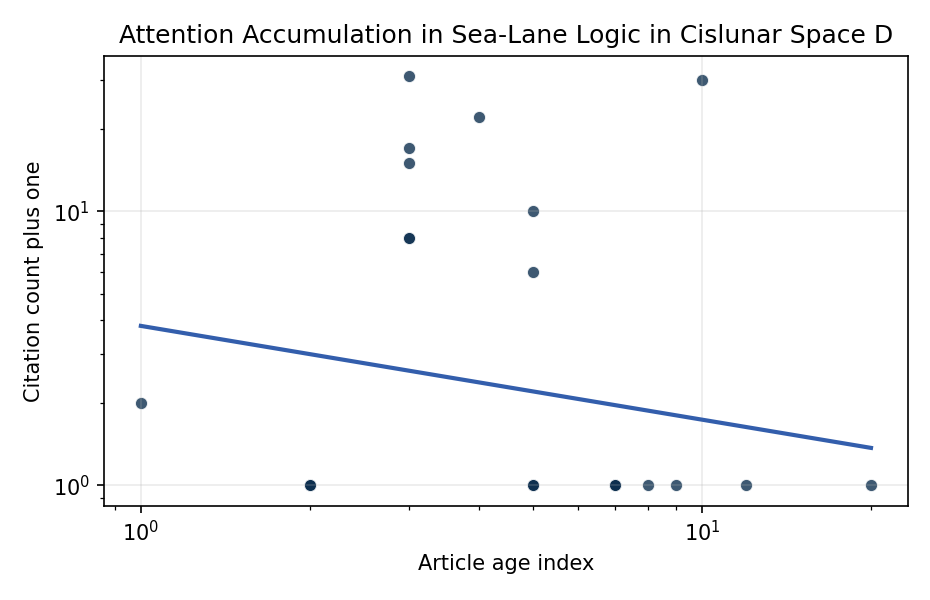 Attention Accumulation in Sea-Lane Logic in Cislunar Space D
Citation count plus one
10¹
10⁰
10⁰
10¹
Article age index